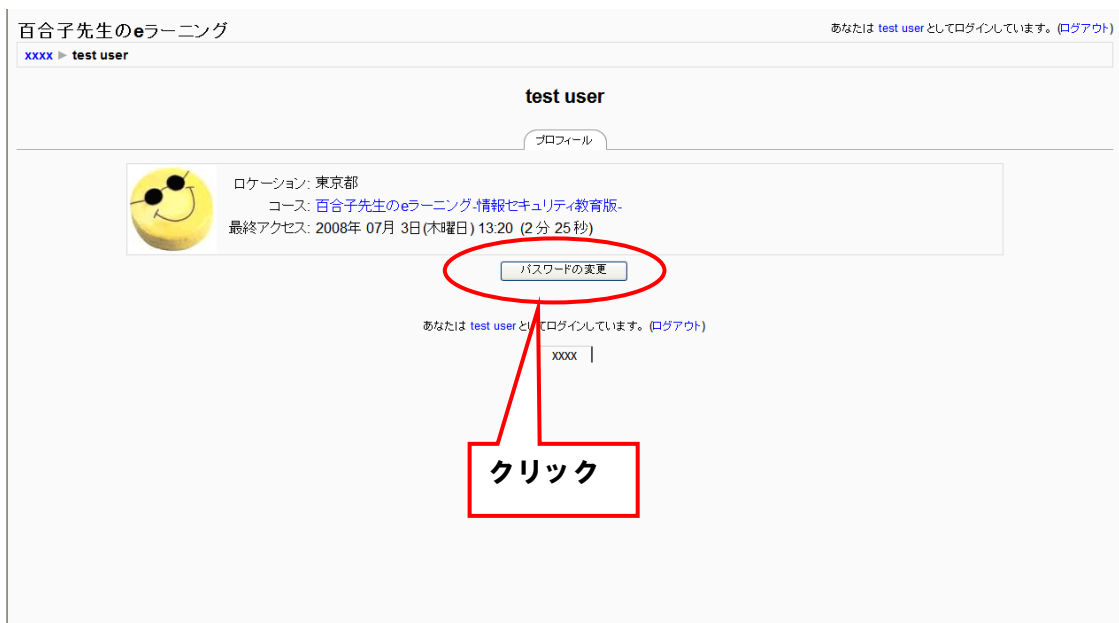 百合子先生のeラーニング
あなたは test user としてログインしています。(ログアウト)
xxxx ► test user
test user
プロフィール
ロケーション: 東京都
コース: 百合子先生のeラーニング-情報セキュリティ教育版-
最終アクセス: 2008年 07月 3日(木曜日) 13:20 (2 分 25 秒)
パスワードの変更
あなたは test user としてログインしています。(ログアウト)
xxxx
クリック